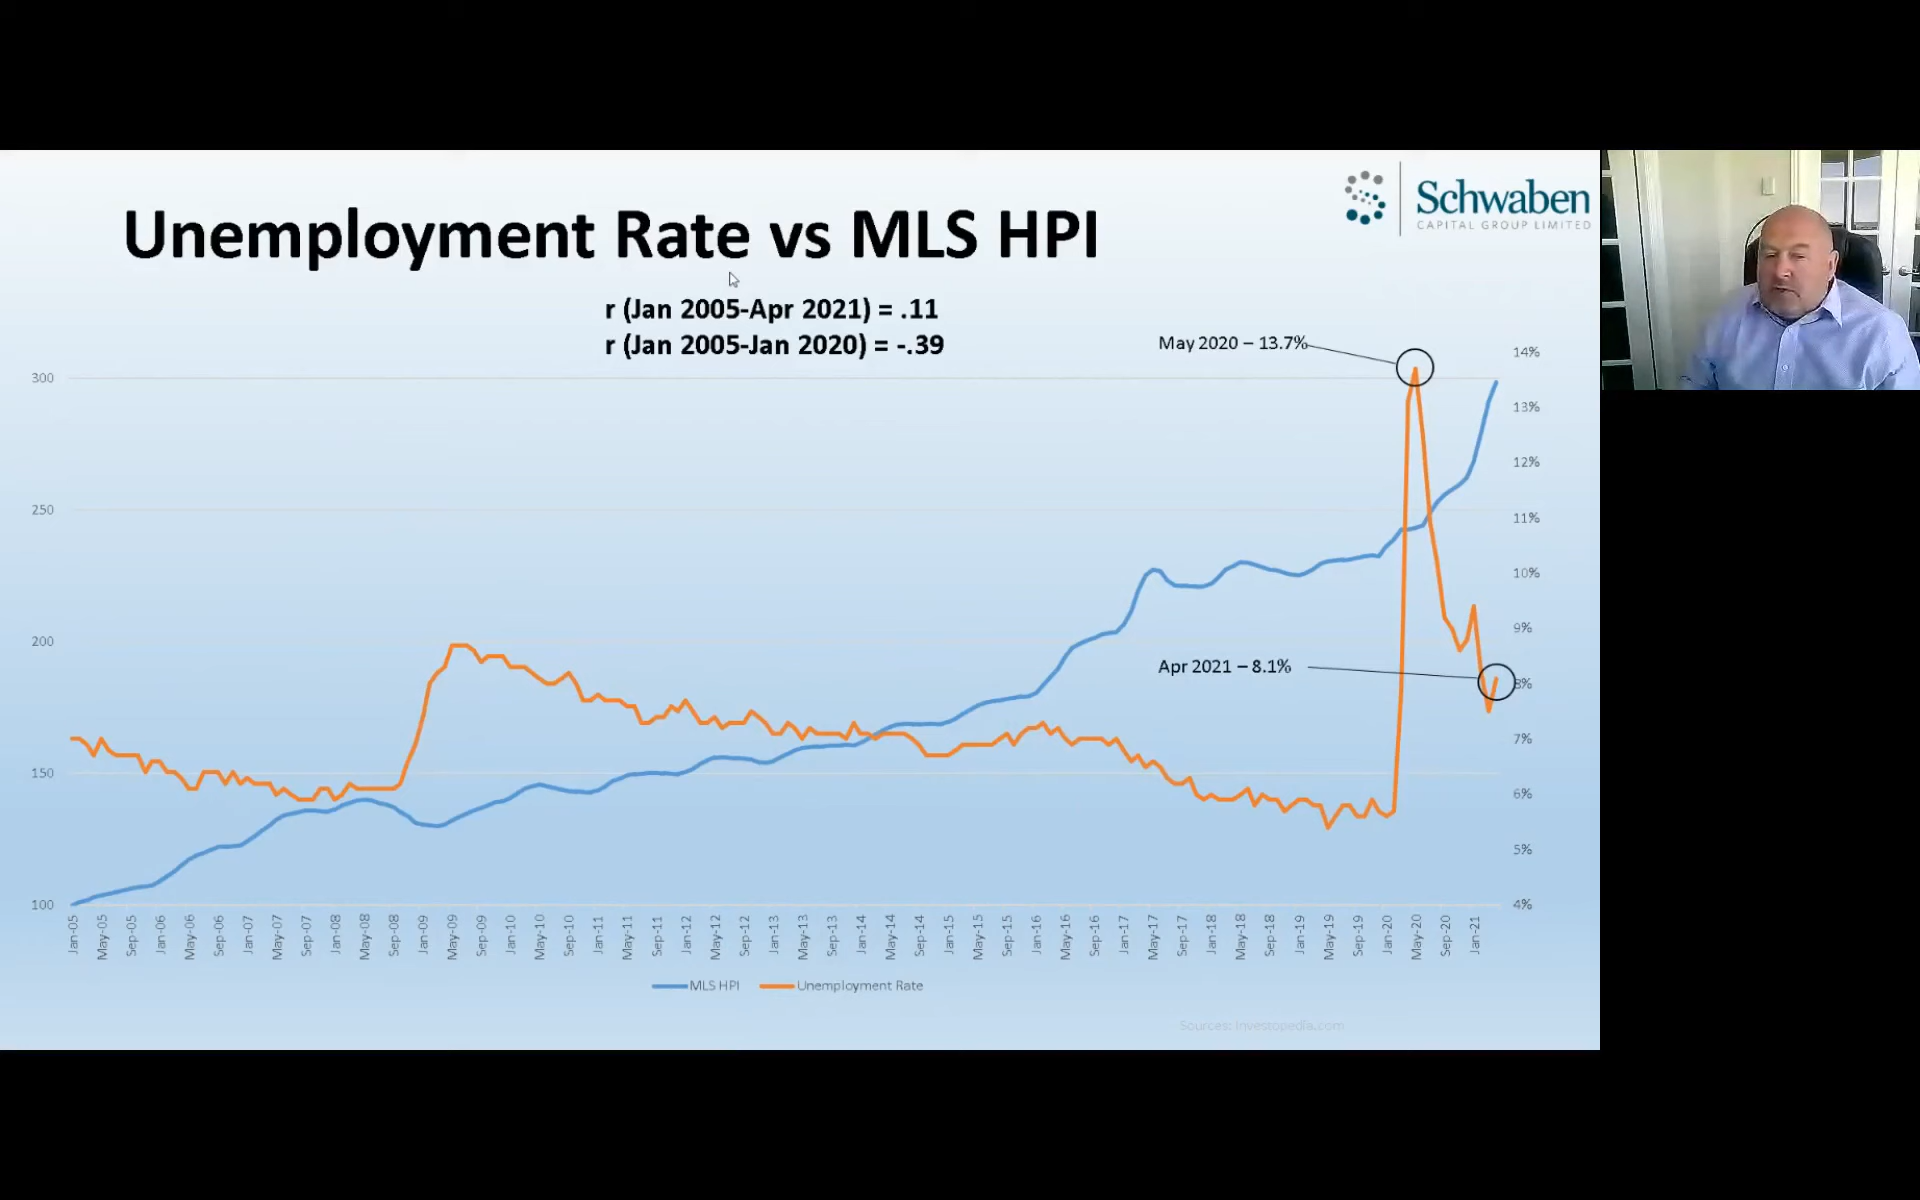 Schwaben
CAPITAL GROUP LIMITED
Unemployment Rate vs MLS HPI
r (Jan 2005-Apr 2021) = .11
r (Jan 2005-Jan 2020) = -.39
May 2020 – 13.7%
Apr 2021 – 8.1%
300
250
200
150
100
14%
13%
12%
11%
10%
9%
8%
7%
6%
5%
4%
Jan-05
May-05
Sep-05
Jan-06
May-06
Sep-06
Jan-07
May-07
Sep-07
Jan-08
May-08
Sep-08
Jan-09
May-09
Sep-09
Jan-10
May-10
Sep-10
Jan-11
May-11
Sep-11
Jan-12
May-12
Sep-12
Jan-13
May-13
Sep-13
Jan-14
May-14
Sep-14
Jan-15
May-15
Sep-15
Jan-16
May-16
Sep-16
Jan-17
May-17
Sep-17
Jan-18
May-18
Sep-18
Jan-19
May-19
Sep-19
Jan-20
May-20
Sep-20
Jan-21
MLS HPI
Unemployment Rate
Sources: Investopedia.com